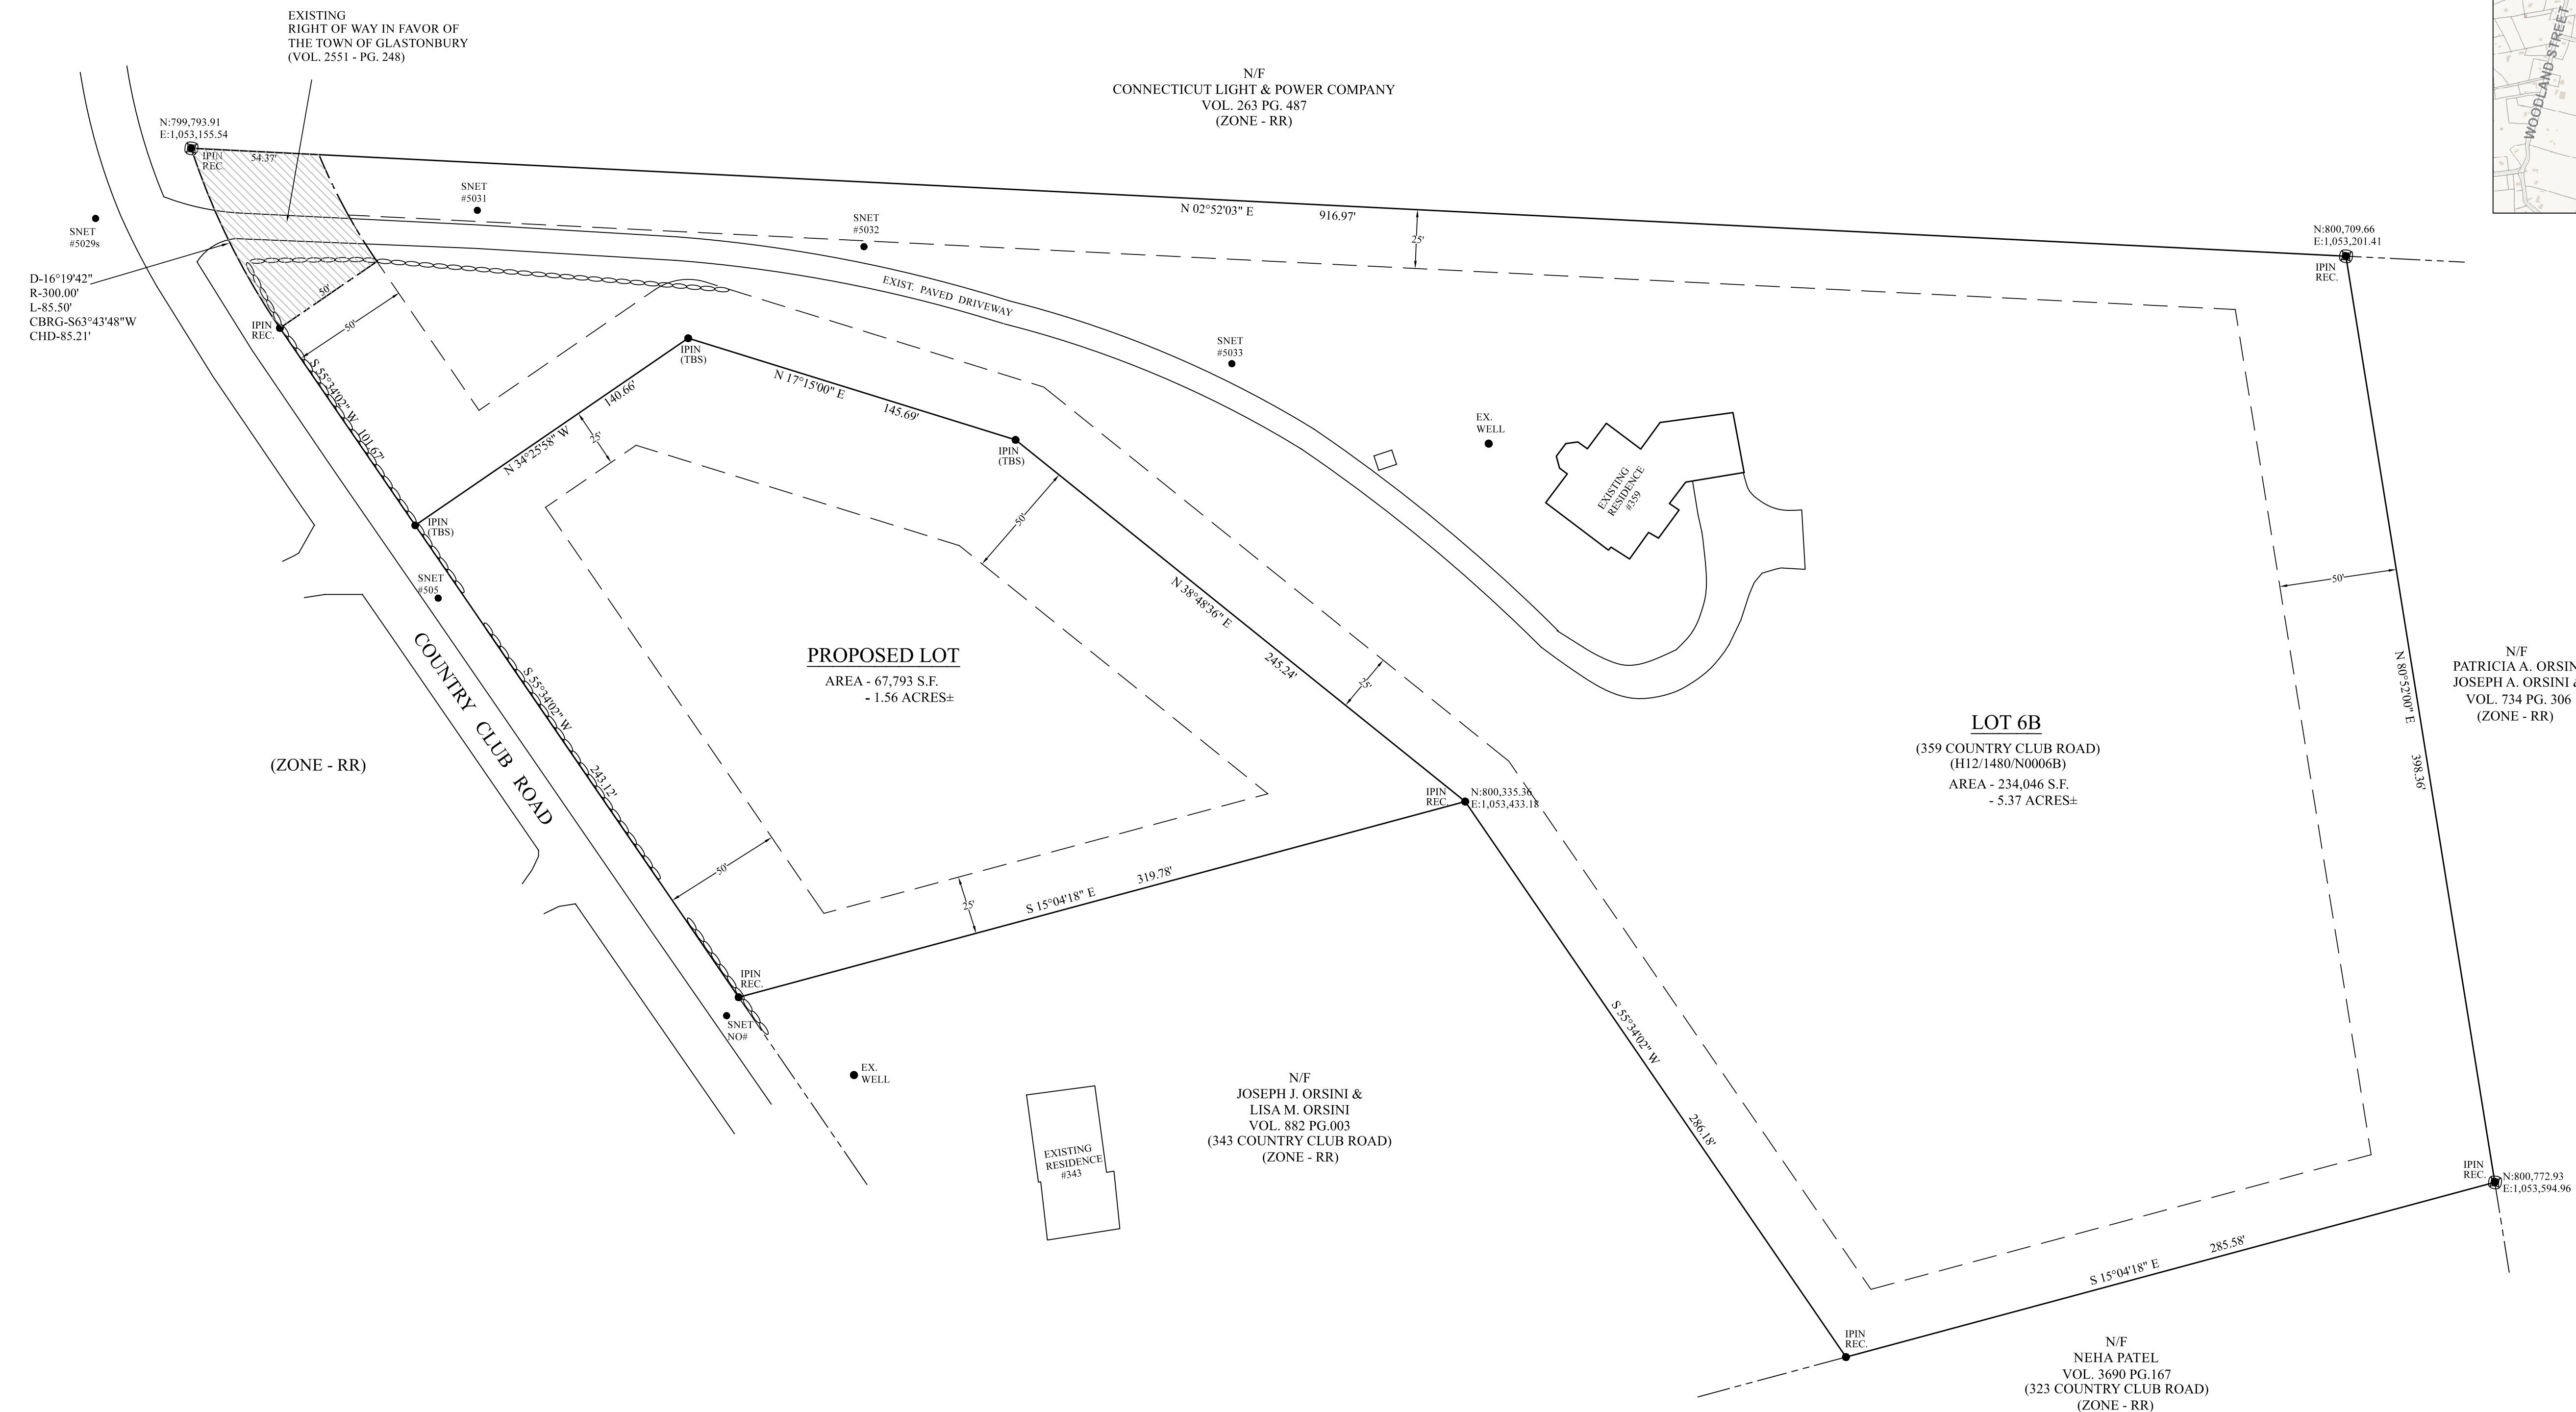 EXISTING
RIGHT OF WAY IN FAVOR OF
THE TOWN OF GLASTONBURY
(VOL. 2551 - PG. 248)
WOODLAND STREET
N/F
CONNECTICUT LIGHT & POWER COMPANY
VOL. 263 PG. 487
(ZONE - RR)
N:799,793.91
E:1,053,155.54
IPIN
REC.
54.37'
SNET
#5031
SNET
#5032
SNET
#5029s
N 02°52'03" E
916.97'
25'
N:800,709.66
E:1,053,201.41
IPIN
REC.
D-16°19'42"
R-300.00'
L-85.50'
CBRG-S63°43'48"W
CHD-85.21'
50'
EXIST. PAVED DRIVEWAY
IPIN
REC.
50'
SNET
#5033
IPIN
(TBS)
S 55°34'02" W
101.67'
N 34°25'58" W
140.66'
25'
N 17°15'00" E
145.69'
EX.
WELL
IPIN
(TBS)
EXISTING
RESIDENCE
#359
IPIN
(TBS)
50'
SNET
#505
50'
N 38°48'36" E
245.24'
25'
COUNTRY CLUB ROAD
S 55°34'02" W
243.12'
PROPOSED LOT
AREA - 67,793 S.F.
- 1.56 ACRES±
(ZONE - RR)
LOT 6B
(359 COUNTRY CLUB ROAD)
(H12/1480/N0006B)
AREA - 234,046 S.F.
- 5.37 ACRES±
N 80°52'00" E
398.36'
N/F
PATRICIA A. ORSIN
JOSEPH A. ORSINI &
VOL. 734 PG. 306
(ZONE - RR)
IPIN
REC.
N:800,335.36
E:1,053,433.18
50'
25'
S 15°04'18" E
319.78'
IPIN
REC.
SNET
NO#
EX.
WELL
EXISTING
RESIDENCE
#343
N/F
JOSEPH J. ORSINI &
LISA M. ORSINI
VOL. 882 PG.003
(343 COUNTRY CLUB ROAD)
(ZONE - RR)
S 55°34'02" W
286.18'
IPIN
REC.
N:800,772.93
E:1,053,594.96
S 15°04'18" E
285.58'
IPIN
REC.
N/F
NEHA PATEL
VOL. 3690 PG.167
(323 COUNTRY CLUB ROAD)
(ZONE - RR)